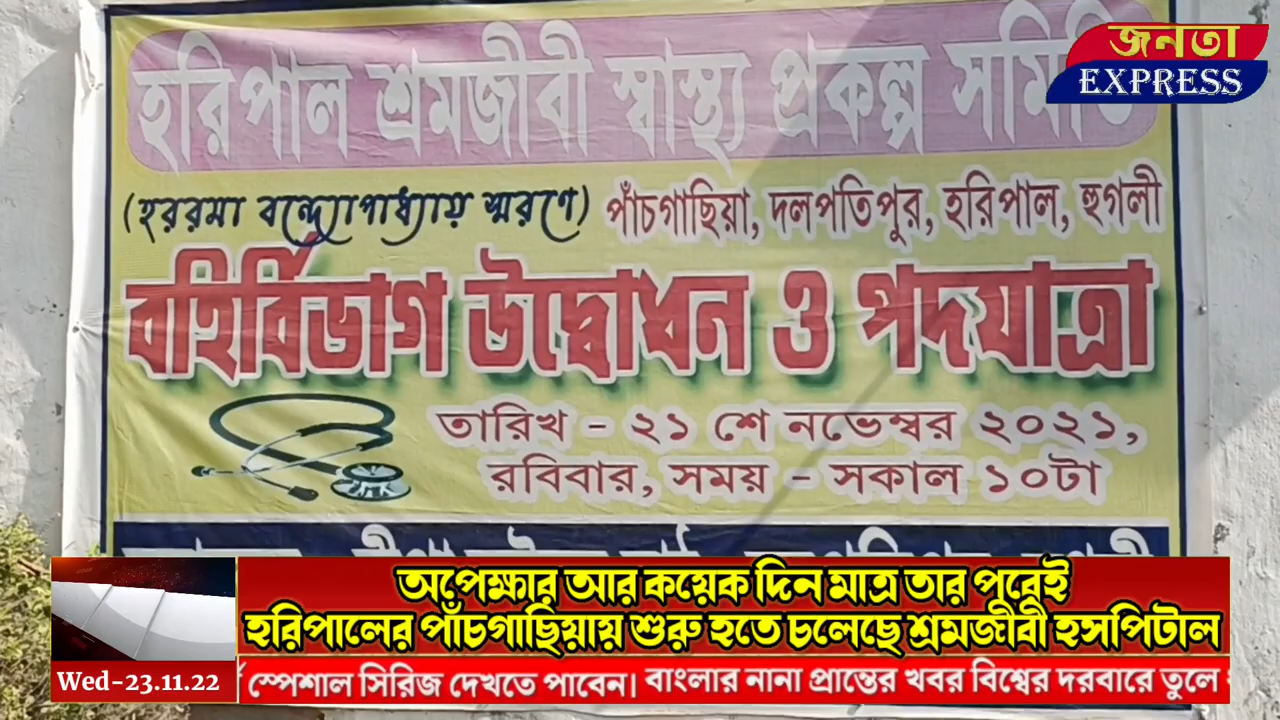 জনতা
EXPRESS
হরিপাল শ্রমজীবী স্বাস্থ্য প্রকল্প সমিতি
(হররমা বন্দ্যোপাধ্যায় স্মরণে) পাঁচগাছিয়া, দলপতিপুর, হরিপাল, হুগলী
বহির্বিভাগ উদ্বোধন ও পদযাত্রা
তারিখ - ২১ শে নভেম্বর ২০২১,
রবিবার, সময় - সকাল ১০টা
অপেক্ষার আর কয়েক দিন মাত্র তার পরেই
হরিপালের পাঁচগাছিয়ায় শুরু হতে চলেছে শ্রমজীবী হসপিটাল
Wed-23.11.22
স্পেশাল সিরিজ দেখতে পাবেন। বাংলার নানা প্রান্তের খবর বিশ্বের দরবারে তুলে